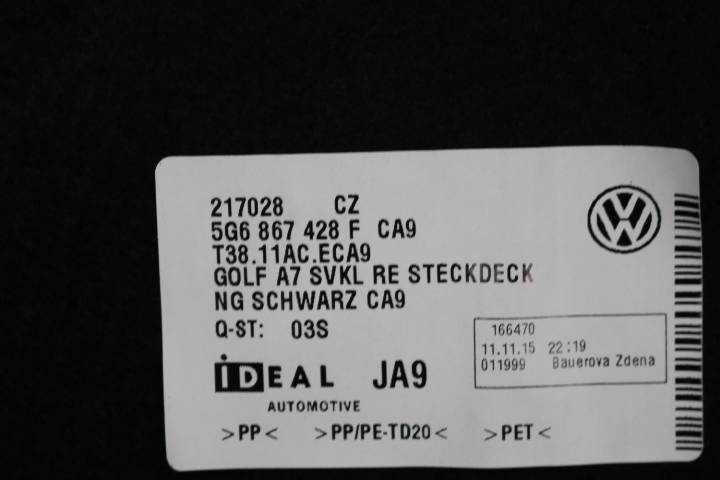 217028 CZ
5G6 867 428 F CA9
T38.11AC.ECA9
GOLF A7 SVKL RE STECKDECK
NG SCHWARZ CA9
Q-ST: 03S
166470
11.11.15 22:19
011999 Bauerova Zdena
iDEAL JA9
AUTOMOTIVE
>PP< >PP/PE-TD20< >PET<